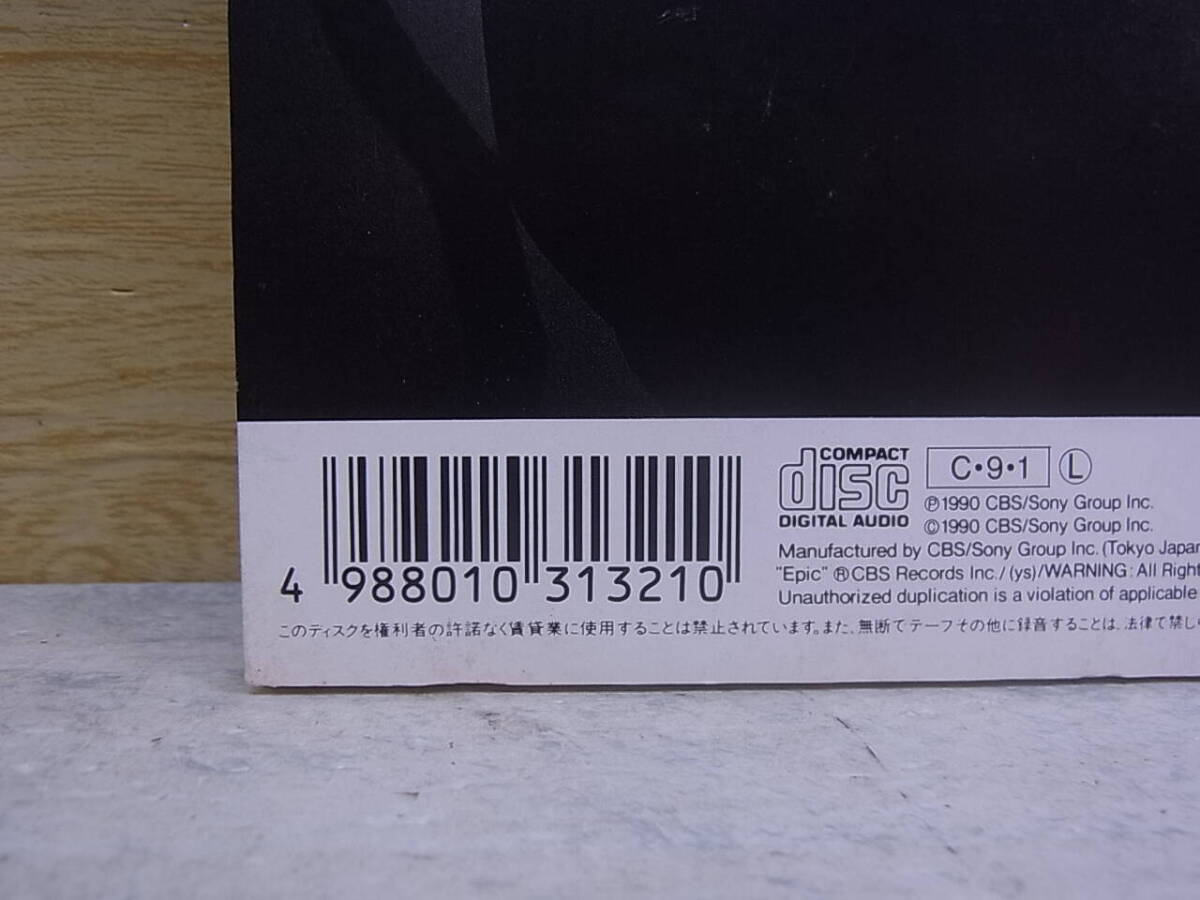 4 988010 313210
COMPACT
disc
DIGITAL AUDIO
C・9・1 Ⓛ
Ⓟ1990 CBS/Sony Group Inc.
©1990 CBS/Sony Group Inc.
Manufactured by CBS/Sony Group Inc. (Tokyo Japan
"Epic" ®CBS Records Inc./(ys)/WARNING: All Right
Unauthorized duplication is a violation of applicable
このディスクを権利者の許諾なく賃貸業に使用することは禁止されています。また、無断でテープその他に録音することは、法律で禁じ